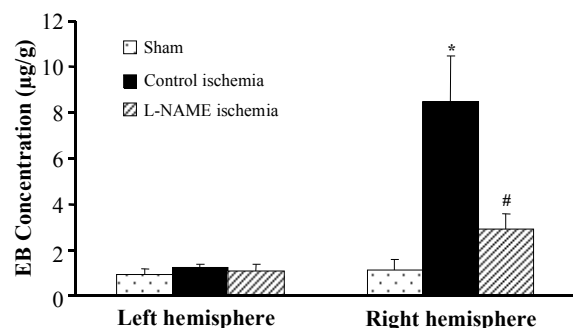 12
10
8
6
4
2
0
EB Concentration (µg/g)
Sham
Control ischemia
L-NAME ischemia
*
#
Left hemisphere
Right hemisphere